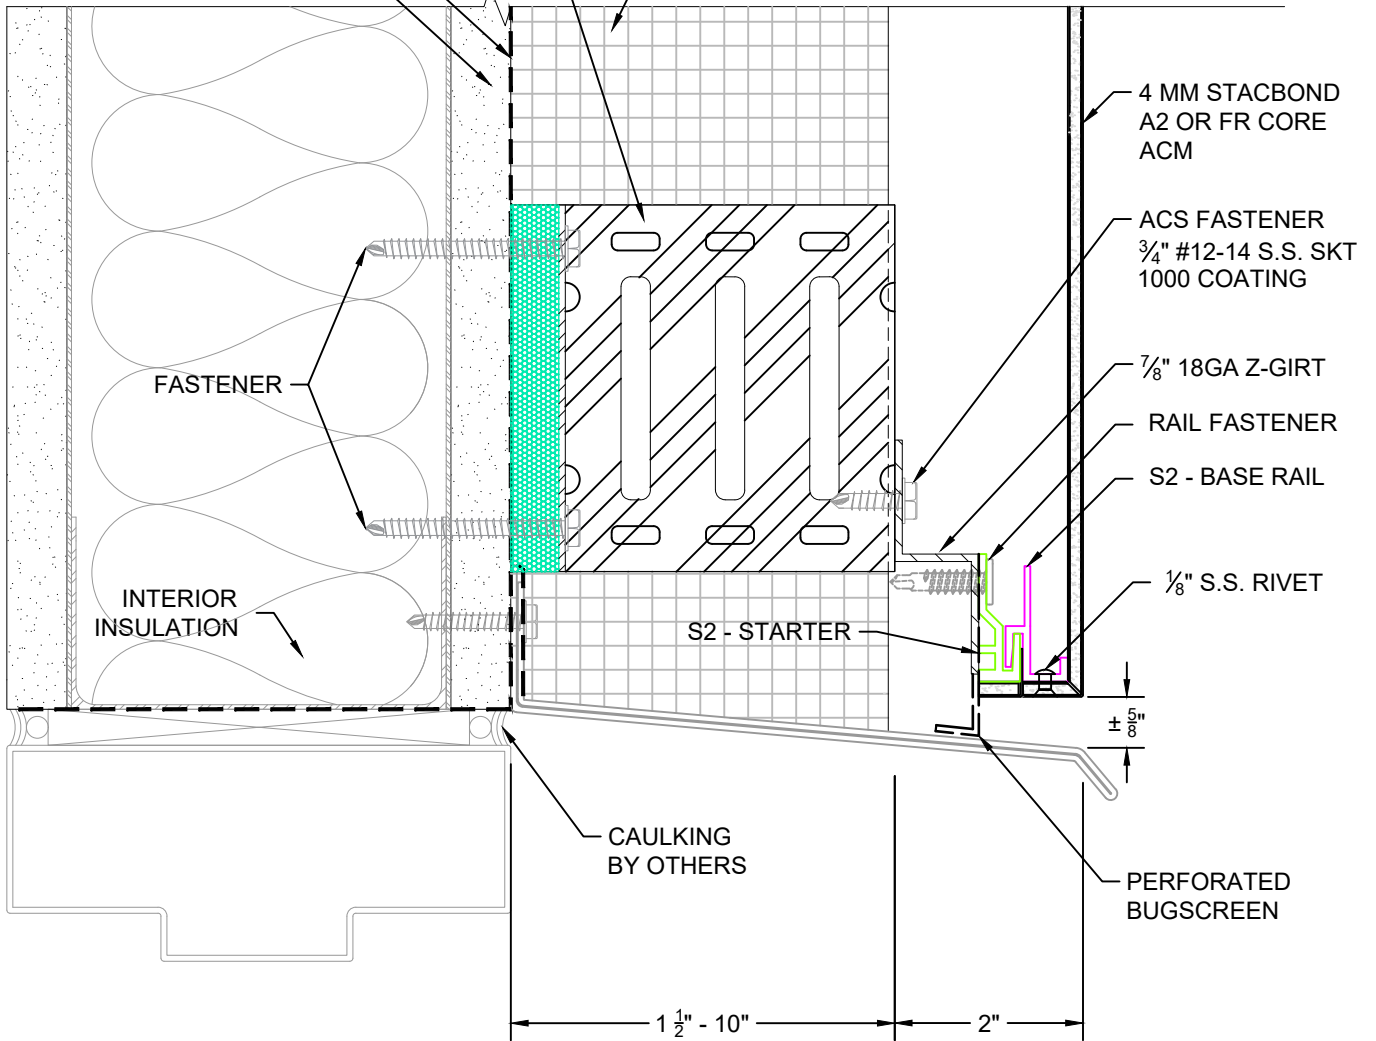 4 MM STACBOND
A2 OR FR CORE
ACM
ACS FASTENER
¾" #12-14 S.S. SKT
1000 COATING
⅞" 18GA Z-GIRT
RAIL FASTENER
S2 - BASE RAIL
⅛" S.S. RIVET
FASTENER
INTERIOR
INSULATION
S2 - STARTER
± ⅝"
CAULKING
BY OTHERS
PERFORATED
BUGSCREEN
1 ½" - 10"
2"